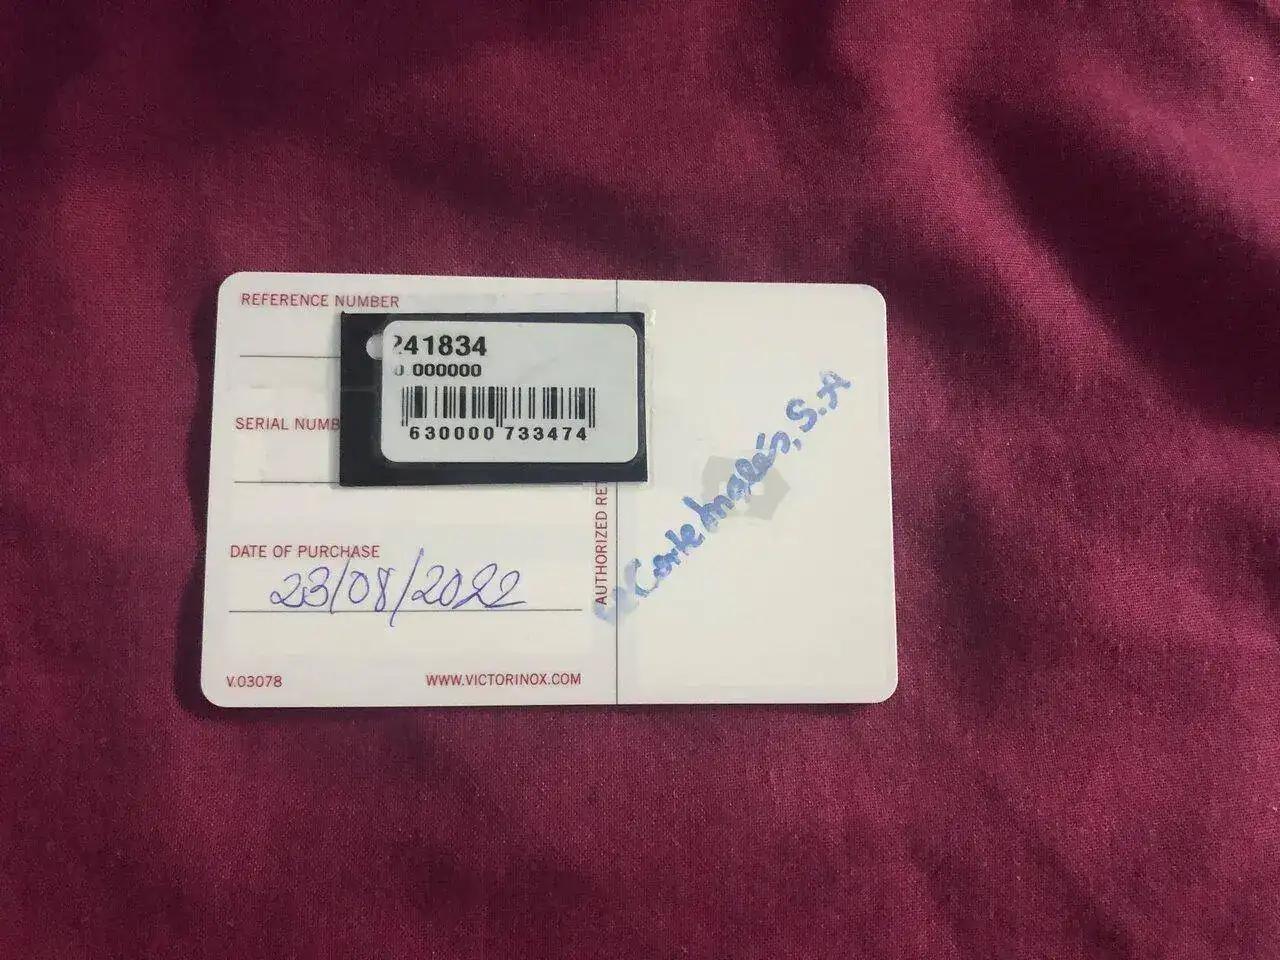 REFERENCE NUMBER
241834
0 000000
630000 733474
SERIAL NUMB
DATE OF PURCHASE
23/08/2022
V.03078
WWW.VICTORINOX.COM
AUTHORIZED RE
El Corte Inglés, S.A